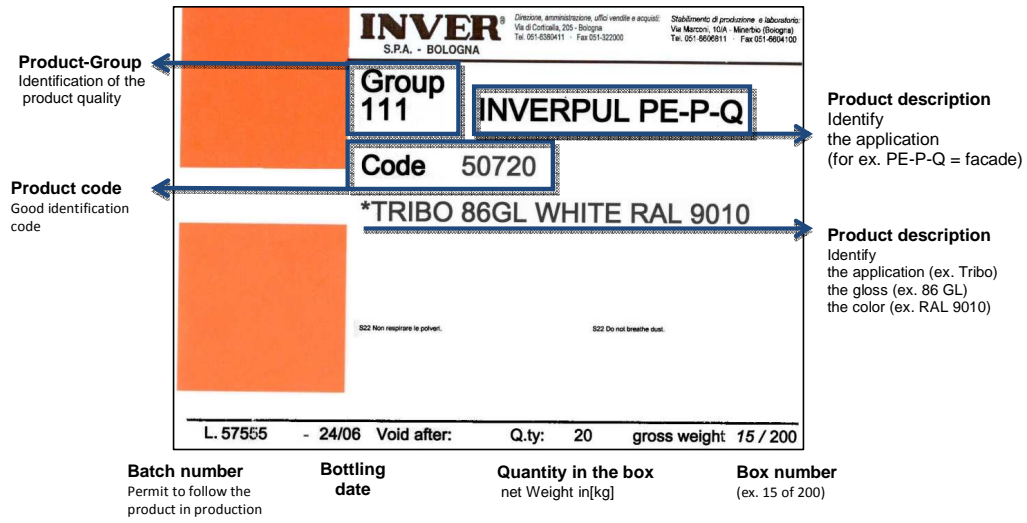 INVER®
S.P.A. - BOLOGNA
Direzione, amministrazione, uffici vendite e acquisti:
Via di Corticella, 205 - Bologna
Tel. 051-6380411 · Fax 051-322000
Stabilimento di produzione e laboratorio:
Via Marconi, 10/A - Minerbio (Bologna)
Tel. 051-6606811 · Fax 051-6604100
Product-Group
Identification of the
product quality
Group
111
INVERPUL PE-P-Q
Product description
Identify
the application
(for ex. PE-P-Q = facade)
Code 50720
Product code
Good identification
code
*TRIBO 86GL WHITE RAL 9010
Product description
Identify
the application (ex. Tribo)
the gloss (ex. 86 GL)
the color (ex. RAL 9010)
S22 Non respirare le polveri.
S22 Do not breathe dust.
L. 57555 - 24/06 Void after: Q.ty: 20 gross weight 15 / 200
Batch number
Permit to follow the
product in production
Bottling
date
Quantity in the box
net Weight in[kg]
Box number
(ex. 15 of 200)